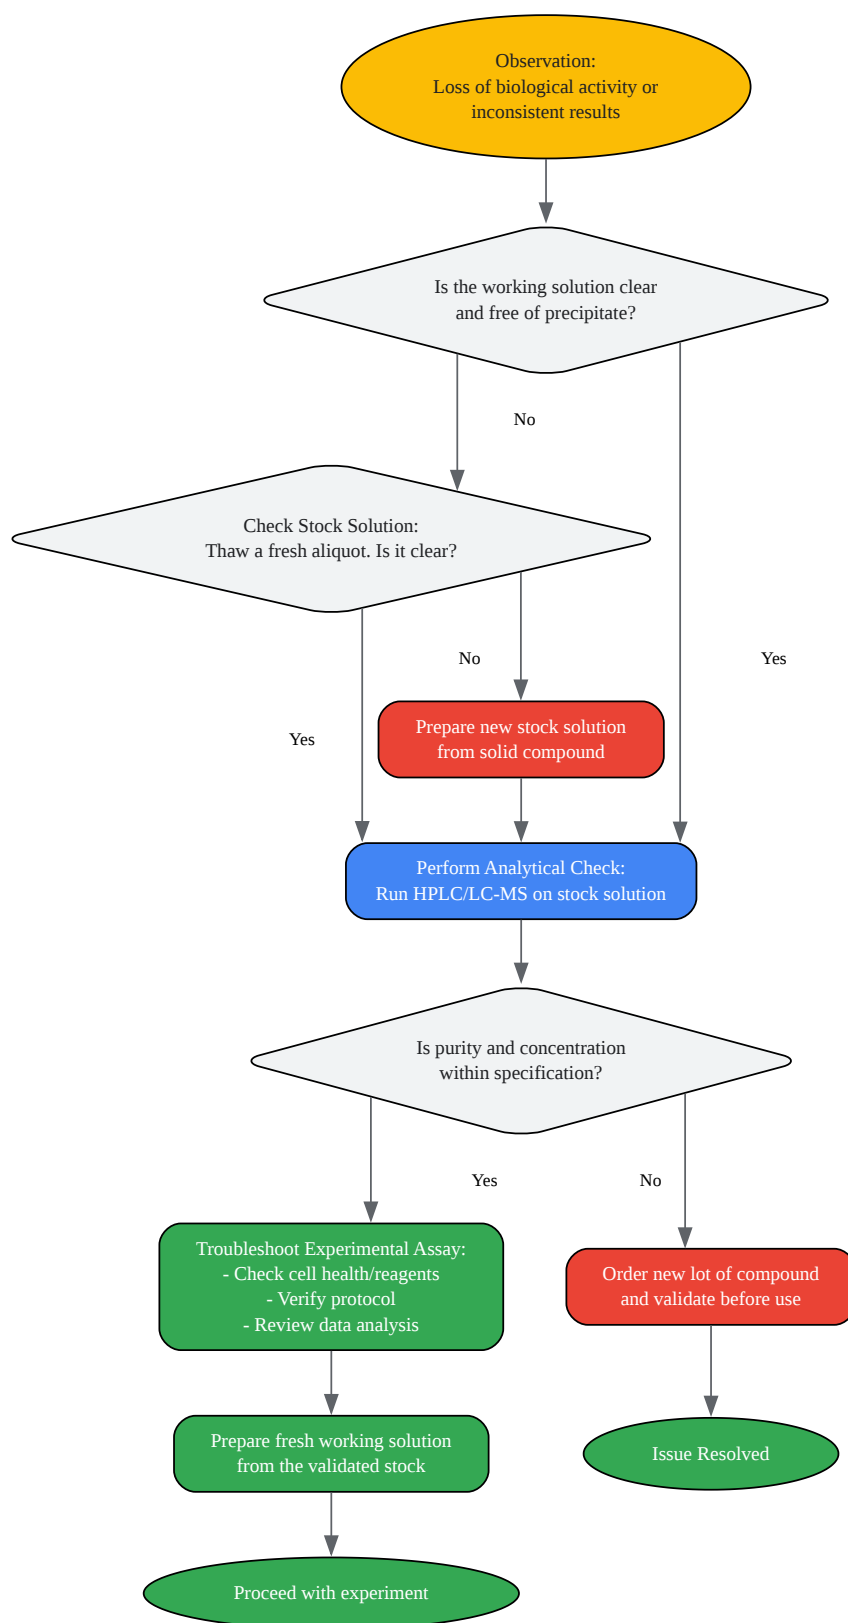 Observation:
Loss of biological activity or
inconsistent results
Is the working solution clear
and free of precipitate?
No
Check Stock Solution:
Thaw a fresh aliquot. Is it clear?
No
Yes
Yes
Prepare new stock solution
from solid compound
Perform Analytical Check:
Run HPLC/LC-MS on stock solution
Is purity and concentration
within specification?
Yes
No
Troubleshoot Experimental Assay:
- Check cell health/reagents
- Verify protocol
- Review data analysis
Order new lot of compound
and validate before use
Prepare fresh working solution
from the validated stock
Issue Resolved
Proceed with experiment